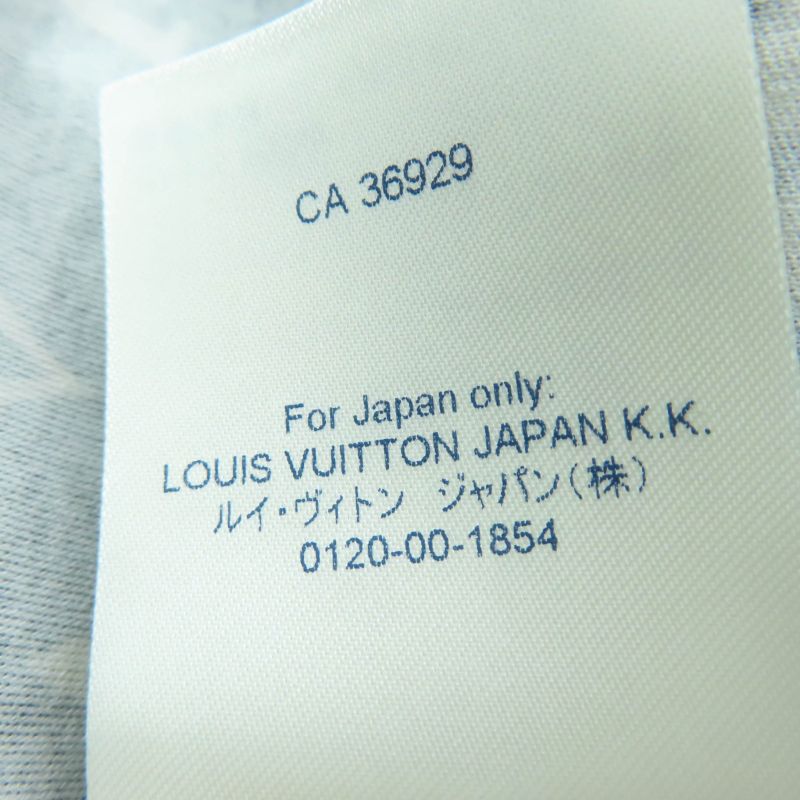 CA 36929
For Japan only:
LOUIS VUITTON JAPAN K.K.
ルイ・ヴィトン ジャパン(株)
0120-00-1854